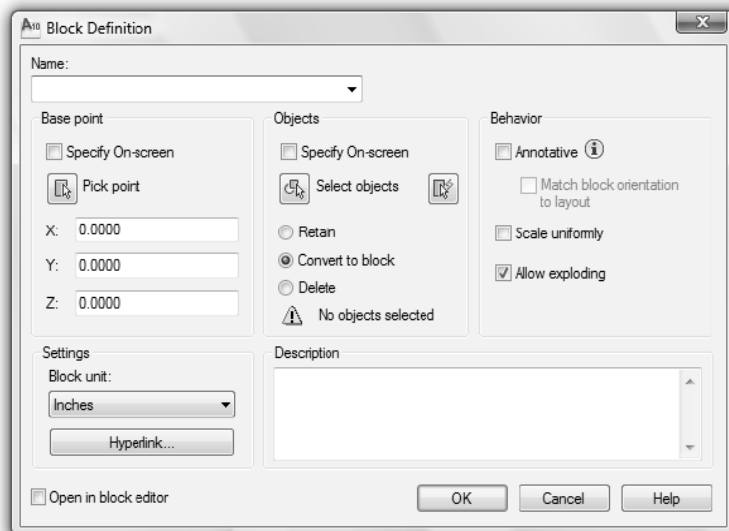 A10 Block Definition
Name:
Base point
Specify On-screen
Pick point
X: 0.0000
Y: 0.0000
Z: 0.0000
Objects
Specify On-screen
Select objects
Retain
Convert to block
Delete
No objects selected
Behavior
Annotative
Match block orientation
to layout
Scale uniformly
Allow exploding
Settings
Block unit:
Inches
Hyperlink...
Description
Open in block editor
OK
Cancel
Help